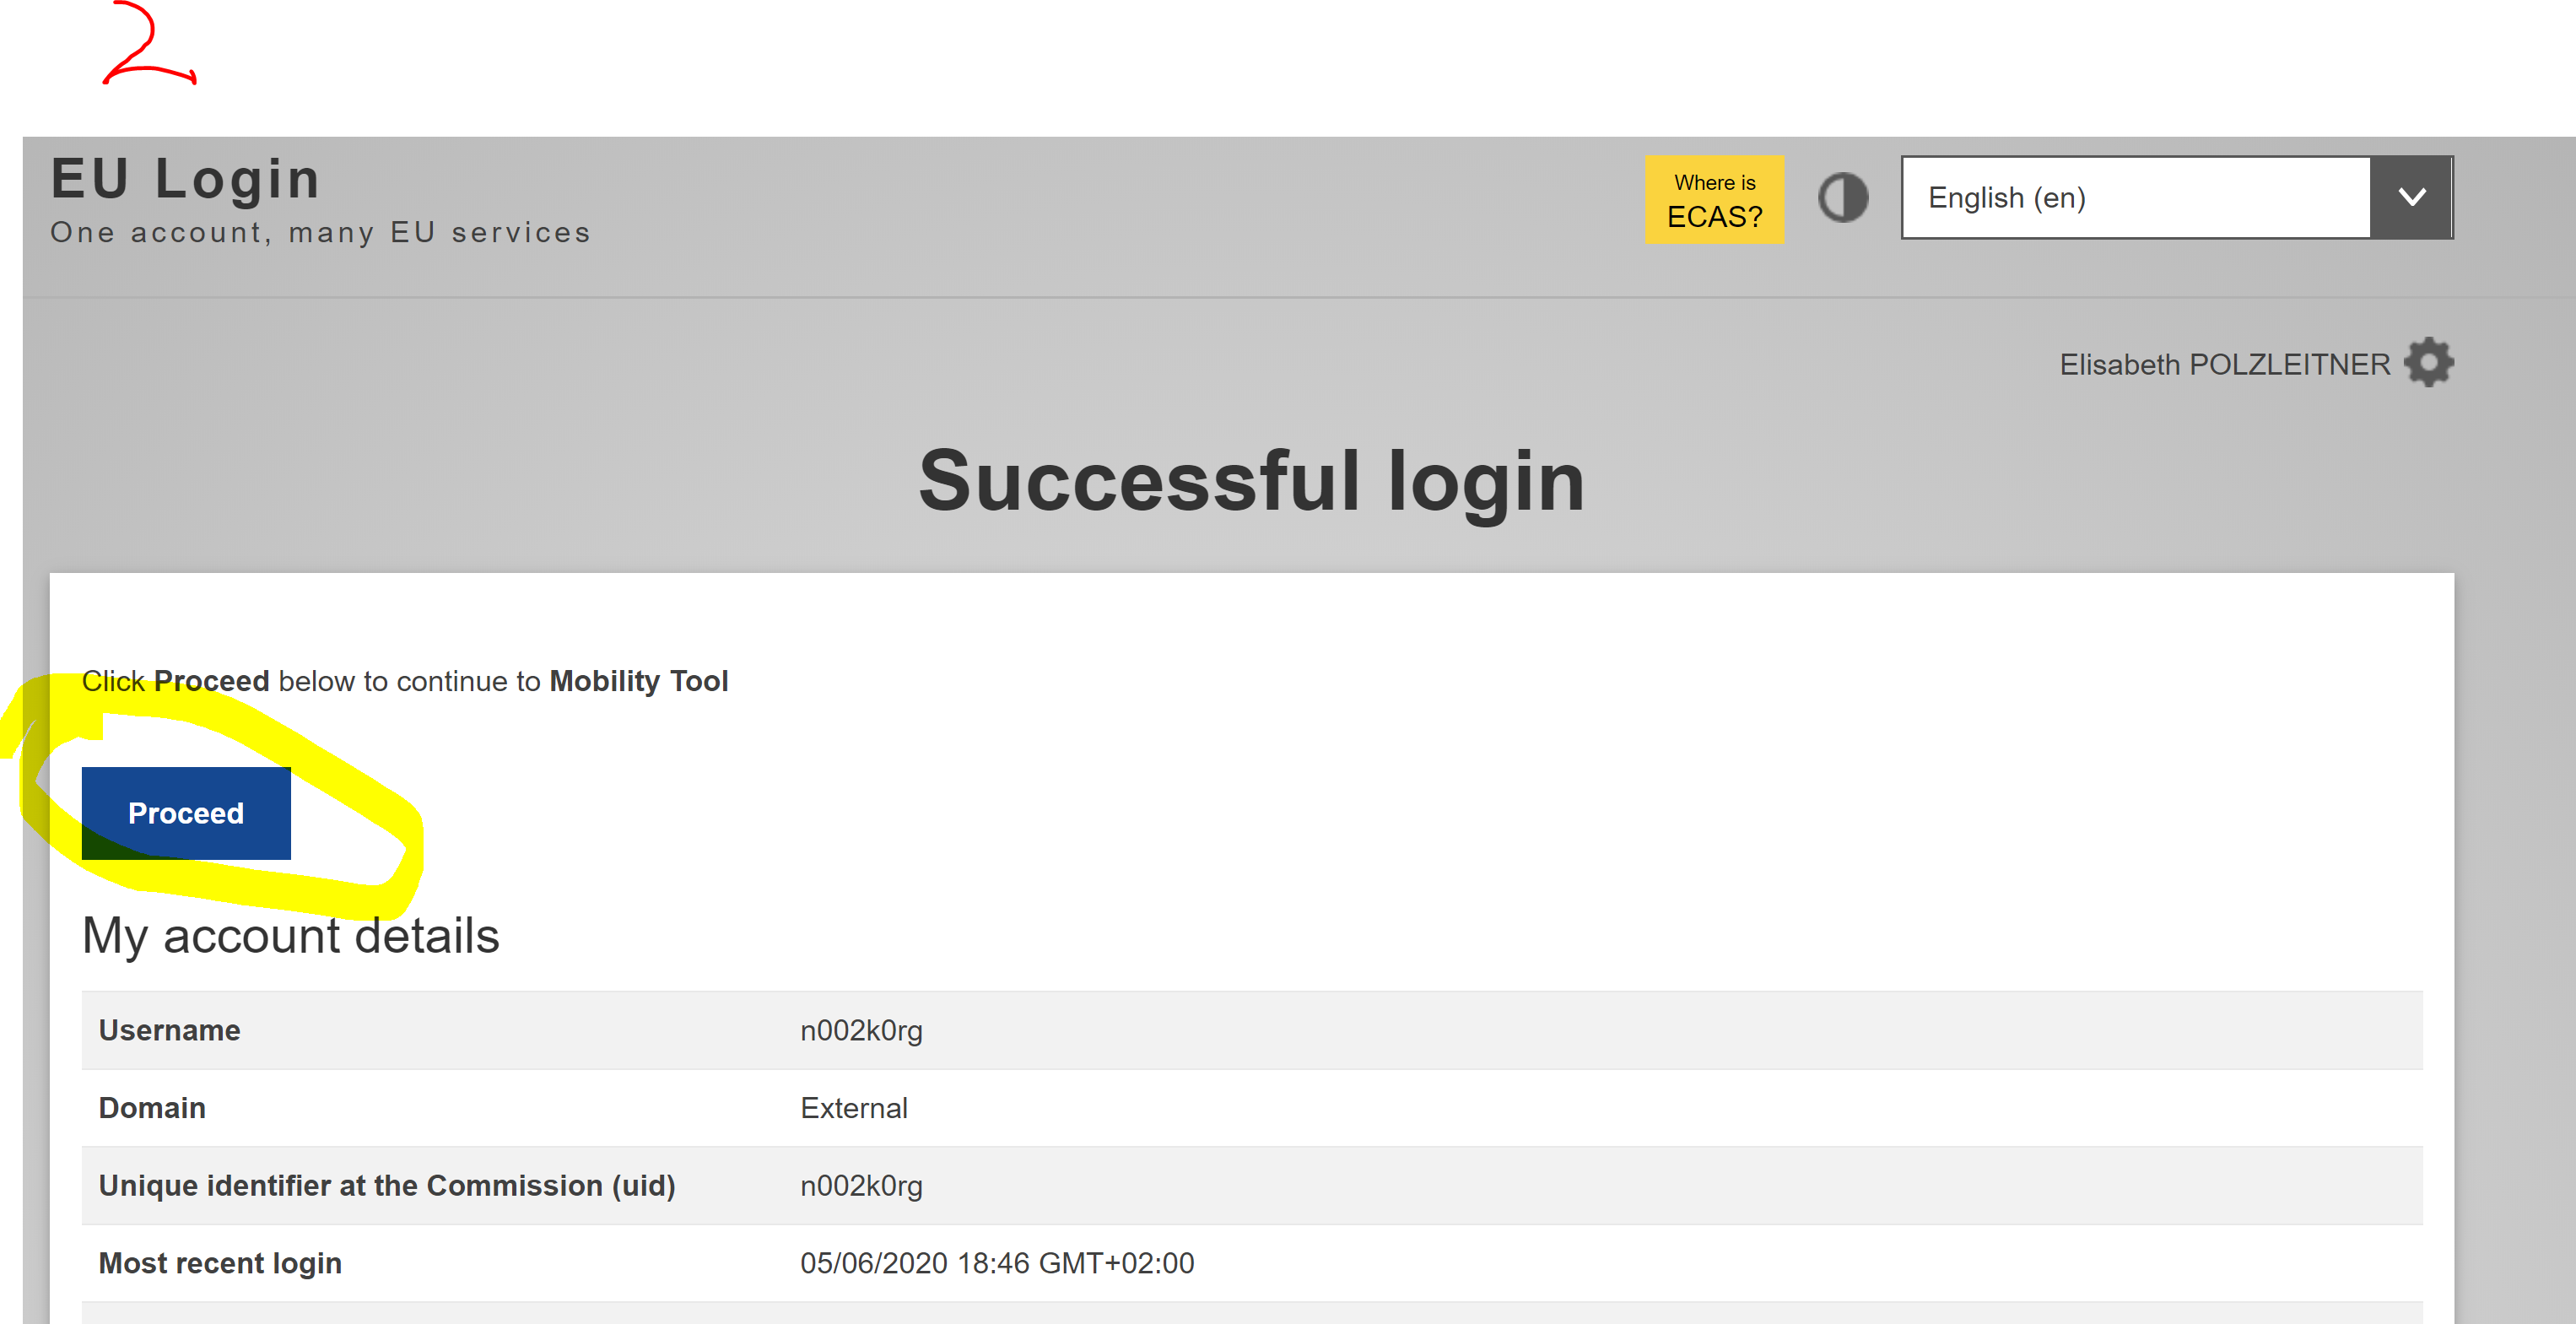 2
EU Login
One account, many EU services
Where is
ECAS?
English (en)
Elisabeth POLZLEITNER
Successful login
Click Proceed below to continue to Mobility Tool
Proceed
My account details
Username n002k0rg
Domain External
Unique identifier at the Commission (uid) n002k0rg
Most recent login 05/06/2020 18:46 GMT+02:00